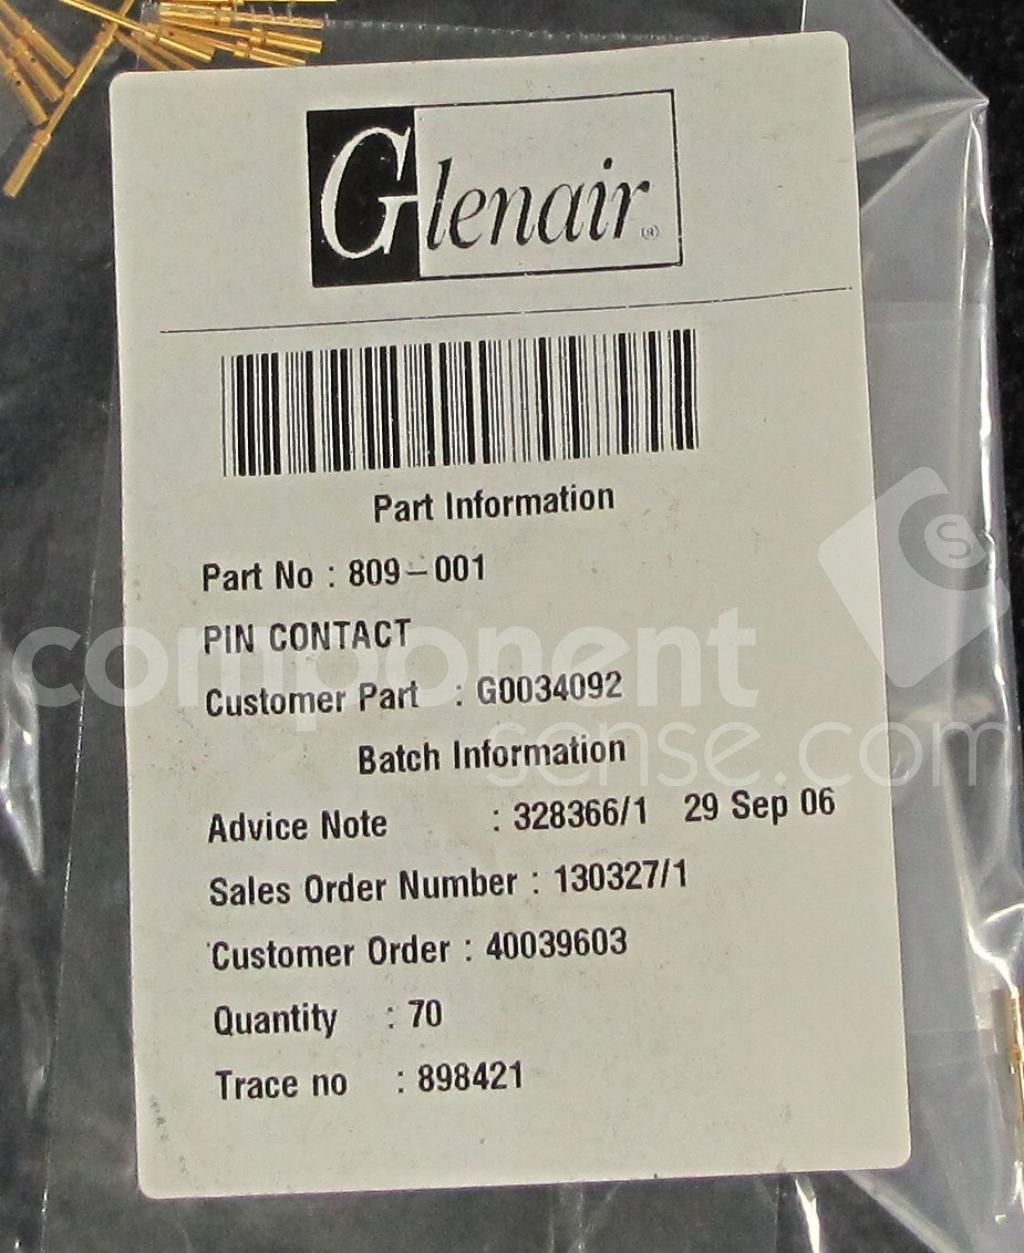 Glenair®
Part Information
Part No : 809-001
PIN CONTACT
Customer Part : G0034092
Batch Information
Advice Note : 328366/1 29 Sep 06
Sales Order Number : 130327/1
Customer Order : 40039603
Quantity : 70
Trace no : 898421
component
sense.com
CS